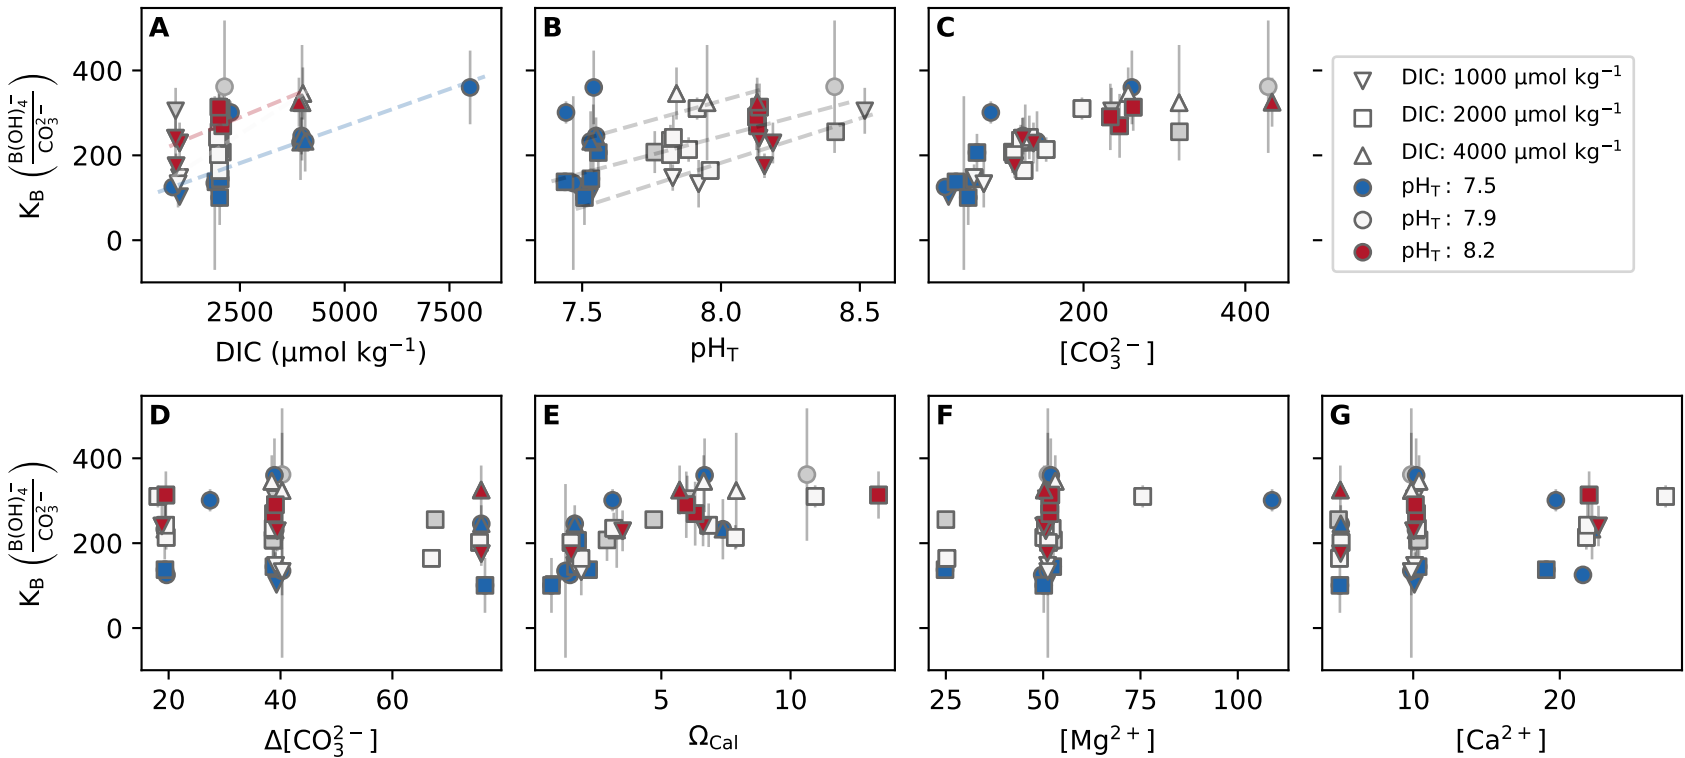 A
B
C
K_B (B(OH)₄⁻ / CO₃²⁻)
400
200
0
2500 5000 7500
DIC (μmol kg⁻¹)
7.5 8.0 8.5
pH_T
200 400
[CO₃²⁻]
DIC: 1000 μmol kg⁻¹
DIC: 2000 μmol kg⁻¹
DIC: 4000 μmol kg⁻¹
pH_T: 7.5
pH_T: 7.9
pH_T: 8.2
D
E
F
G
K_B (B(OH)₄⁻ / CO₃²⁻)
400
200
0
20 40 60
Δ[CO₃²⁻]
5 10
Ω_Cal
25 50 75 100
[Mg²⁺]
10 20
[Ca²⁺]